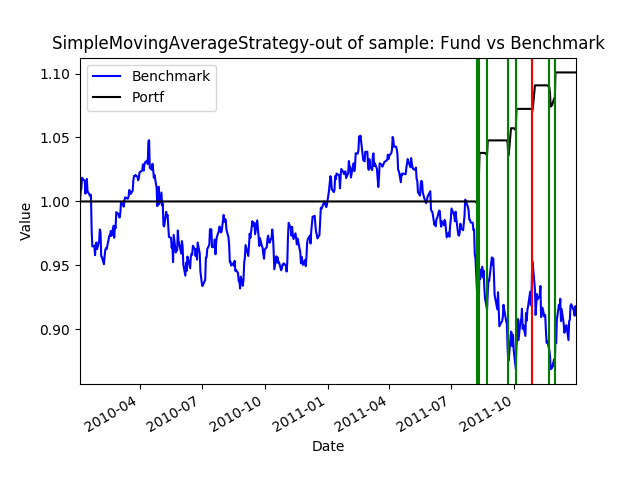 SimpleMovingAverageStrategy-out of sample: Fund vs Benchmark
Benchmark
Portf
1.10
1.05
1.00
0.95
0.90
Value
2010-04
2010-07
2010-10
2011-01
2011-04
2011-07
2011-10
Date